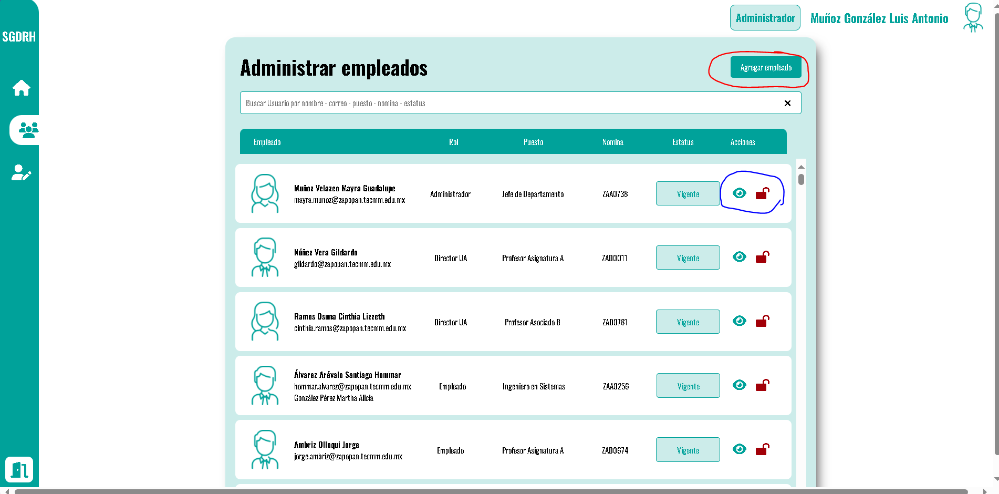 SGDRH
Administrador Muñoz González Luis Antonio
Administrar empleados
Agregar empleado
Buscar Usuario por nombre - correo - puesto - nomina - estatus
Empleado Rol Puesto Nomina Estatus Acciones
Muñoz Velazco Mayra Guadalupe
mayra.munoz@zapopan.tecmm.edu.mx
Administrador Jefe de Departamento ZAA0738 Vigente
Núñez Vera Gildardo
gildardo@zapopan.tecmm.edu.mx
Director UA Profesor Asignatura A ZAD0011 Vigente
Ramos Osuna Cinthia Lizzeth
cinthia.ramos@zapopan.tecmm.edu.mx
Director UA Profesor Asociado B ZAD0781 Vigente
Álvarez Arévalo Santiago Hommar
hommar.alvarez@zapopan.tecmm.edu.mx
González Pérez Martha Alicia
Empleado Ingeniero en Sistemas ZAA0256 Vigente
Ambriz Olloqui Jorge
jorge.ambriz@zapopan.tecmm.edu.mx
Empleado Profesor Asignatura A ZAD0674 Vigente